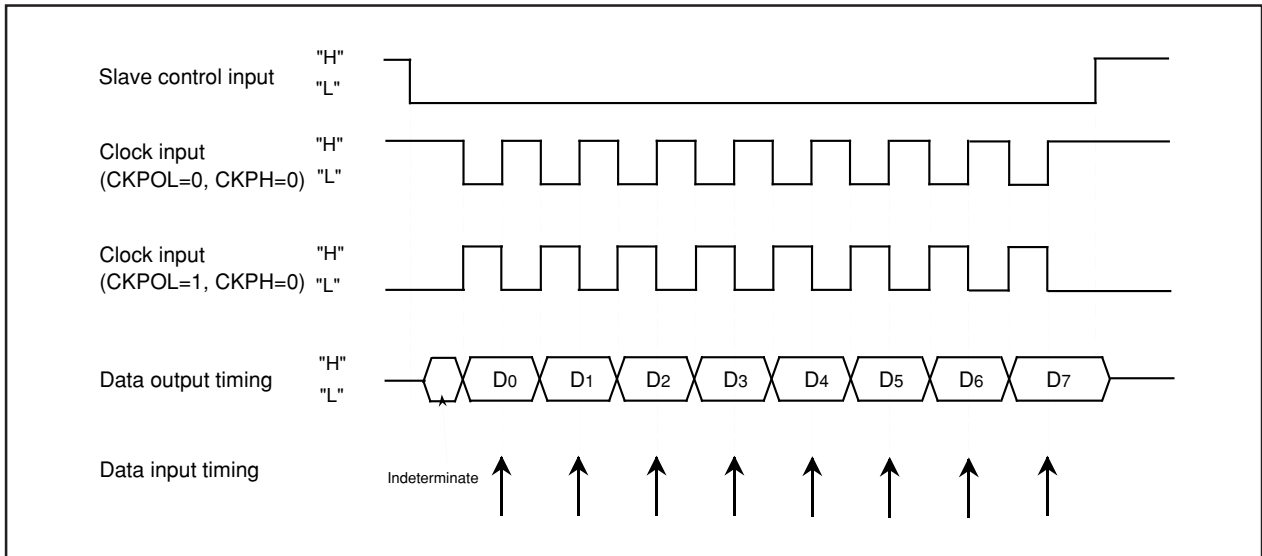 Slave control input
"H"
"L"
Clock input
(CKPOL=0, CKPH=0)
"H"
"L"
Clock input
(CKPOL=1, CKPH=0)
"H"
"L"
Data output timing
"H"
"L"
D0 D1 D2 D3 D4 D5 D6 D7
Data input timing
Indeterminate